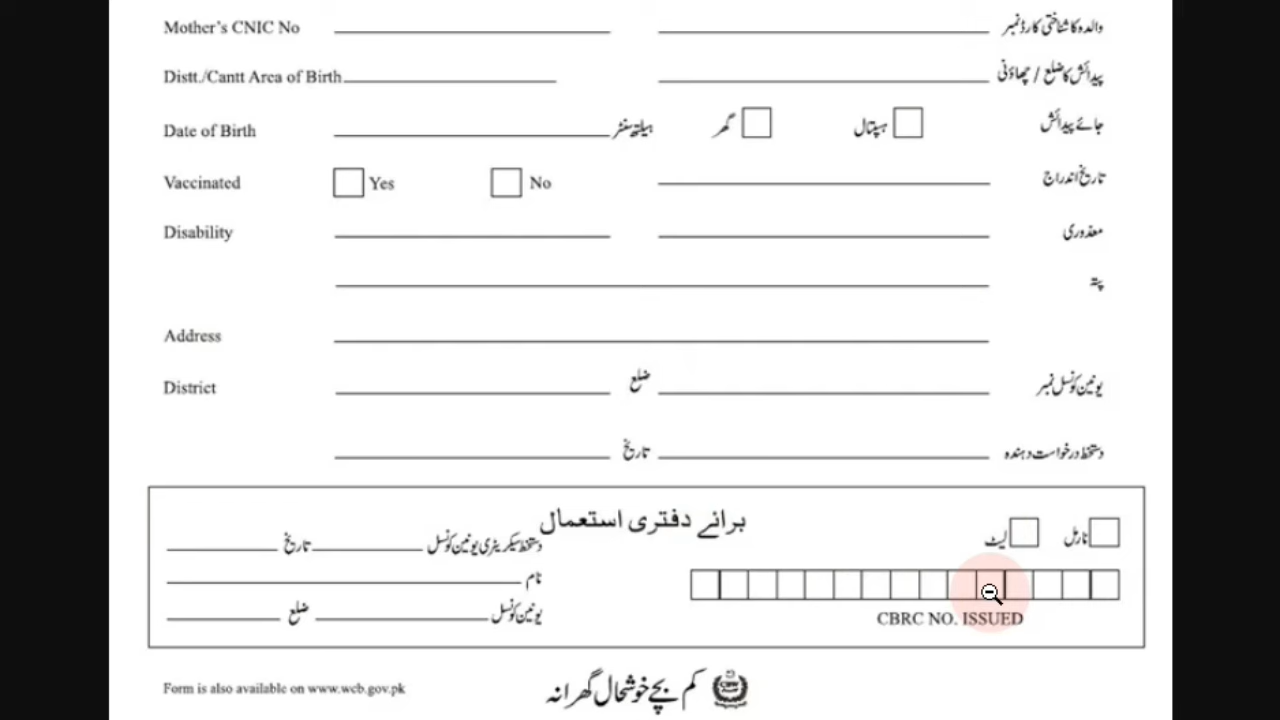 Mother's CNIC No والدہ کا شناختی کارڈ نمبر
Distt./Cantt Area of Birth پیدائش کا ضلع / چھاؤنی
Date of Birth ہیلتھ سنٹر گھر ہسپتال جائے پیدائش
Vaccinated Yes No تاریخ اندراج
Disability معذوری
پتہ
Address
District ضلع یونین کونسل نمبر
تاریخ دستخط درخواست دہندہ
برائے دفتری استعمال
نارمل لیٹ
دستخط سیکریٹری یونین کونسل تاریخ
نام
یونین کونسل ضلع
CBRC NO. ISSUED
Form is also available on www.wcb.gov.pk کم بچے خوشحال گھرانہ